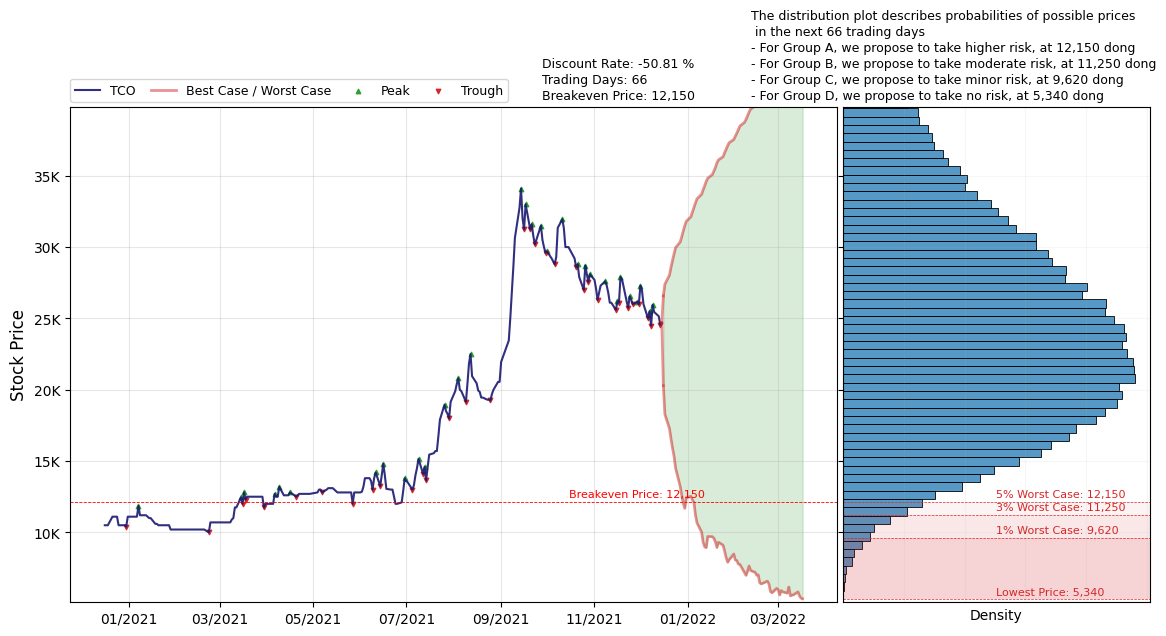 The distribution plot describes probabilities of possible prices
in the next 66 trading days
- For Group A, we propose to take higher risk, at 12,150 dong
- For Group B, we propose to take moderate risk, at 11,250 dong
- For Group C, we propose to take minor risk, at 9,620 dong
- For Group D, we propose to take no risk, at 5,340 dong
Discount Rate: -50.81 %
Trading Days: 66
Breakeven Price: 12,150
TCO
Best Case / Worst Case
Peak
Trough
Stock Price
35K
30K
25K
20K
15K
10K
Breakeven Price: 12,150
5% Worst Case: 12,150
3% Worst Case: 11,250
1% Worst Case: 9,620
Lowest Price: 5,340
01/2021
03/2021
05/2021
07/2021
09/2021
11/2021
01/2022
03/2022
Density